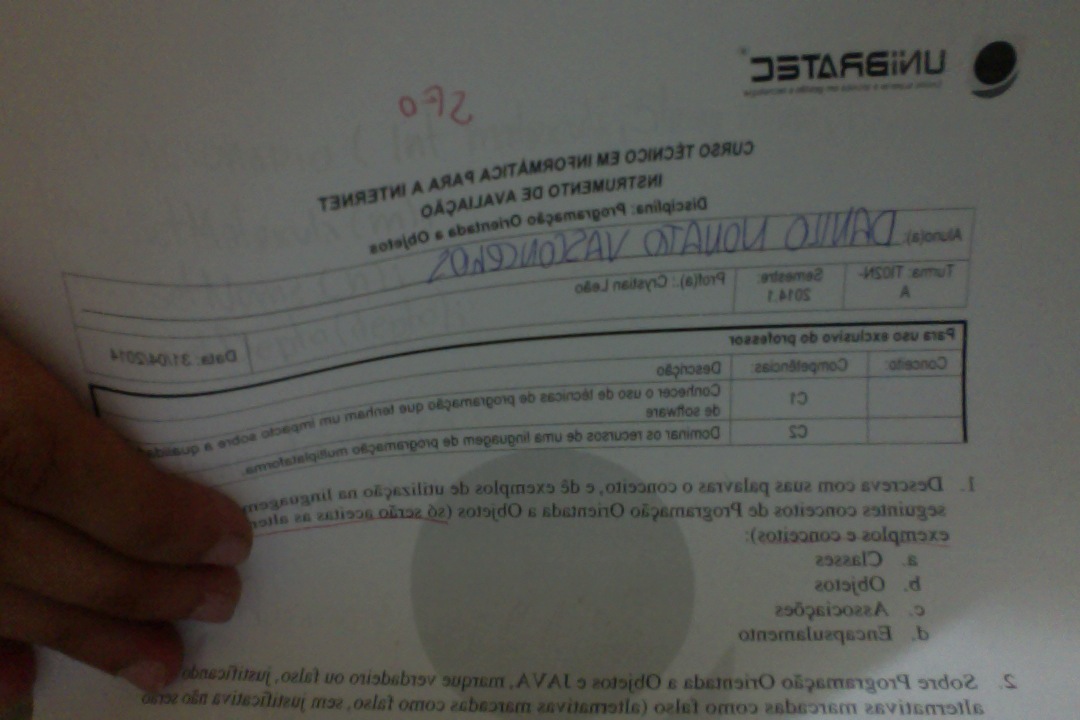 UNIBRATEC
CURSO TÉCNICO EM INFORMÁTICA PARA A INTERNET
INSTRUMENTO DE AVALIAÇÃO
Disciplina: Programação Orientada a Objetos
Aluno(a): DANILO NONATO VASCONCELOS
Turma: TI02N-A Semestre: 2014.1 Prof(a).: Crystian Leão Data: 31/04/2014
Para uso exclusivo do professor
Conceito: Competências: Descrição
C1 Conhecer o uso de técnicas de programação que tenham um impacto sobre a
de software
C2 Dominar os recursos de uma linguagem de programação multiplataforma.
1. Descreva com suas palavras o conceito, e dê exemplos de utilização na linguagem
seguintes conceitos de Programação Orientada a Objetos (só serão aceitas as
exemplos e conceitos):
a. Classes
b. Objetos
c. Associações
d. Encapsulamento
2. Sobre Programação Orientada a Objetos e JAVA, marque verdadeiro ou falso, justificando
alternativas marcadas como falso (alternativas marcadas como falso, sem justificativa não serão